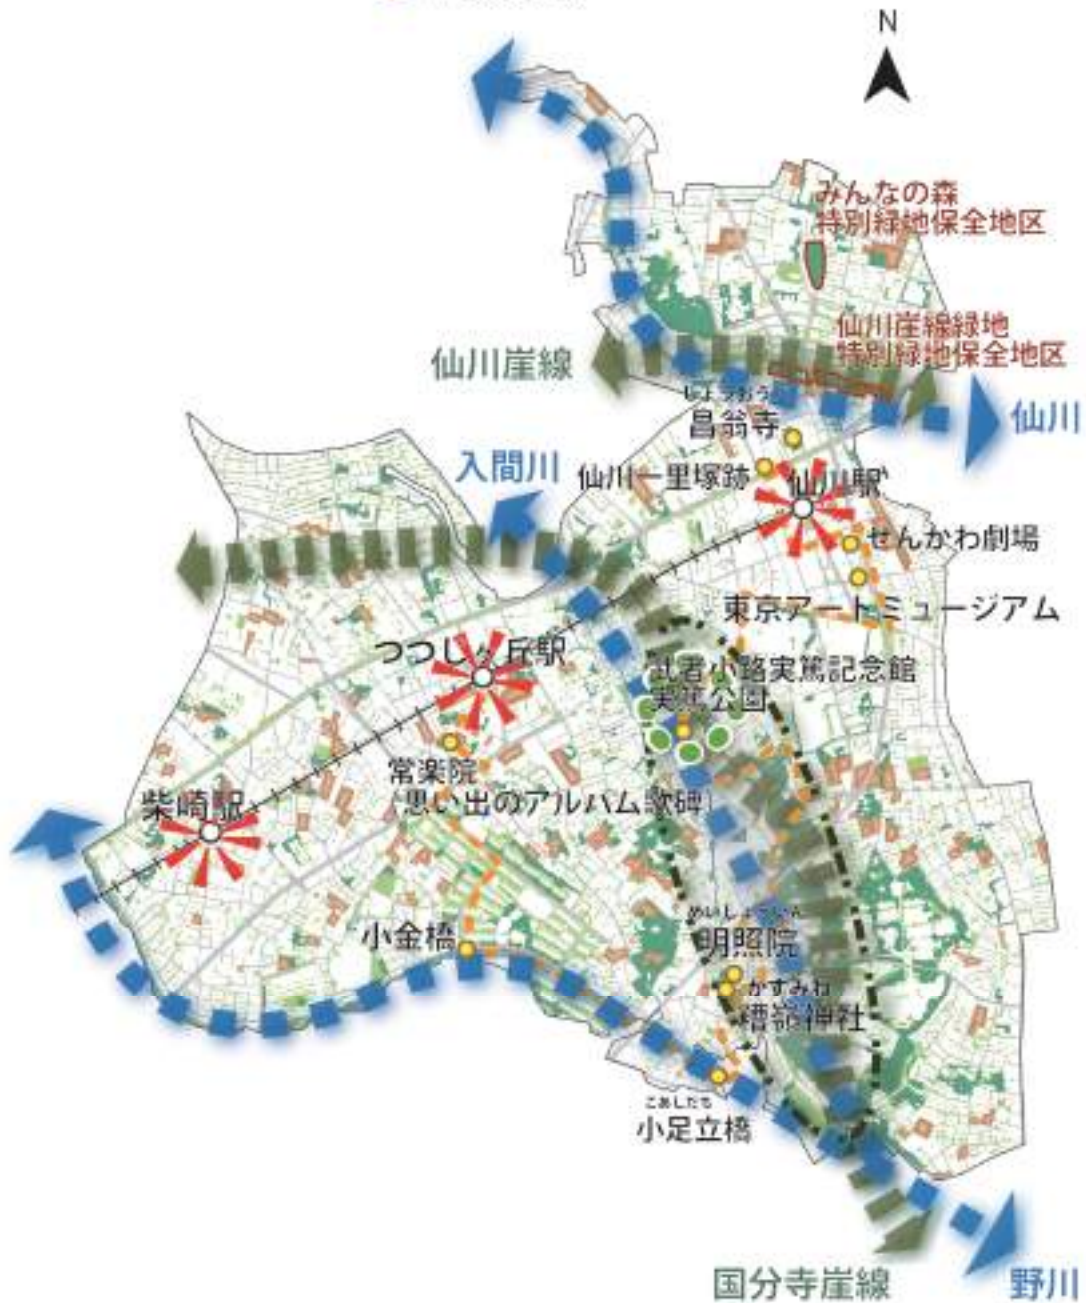 N
みんなの森
特別緑地保全地区
仙川崖線緑地
特別緑地保全地区
仙川崖線
仙川
しょうおうじ
昌翁寺
入間川
仙川一里塚跡
仙川駅
せんかわ劇場
東京アートミュージアム
つつじヶ丘駅
武者小路実篤記念館
実篤公園
常楽院
(思い出のアルバム歌碑)
柴崎駅
めいしょういん
明照院
小金橋
かすみね
糟嶺神社
こあしだち
小足立橋
国分寺崖線
野川